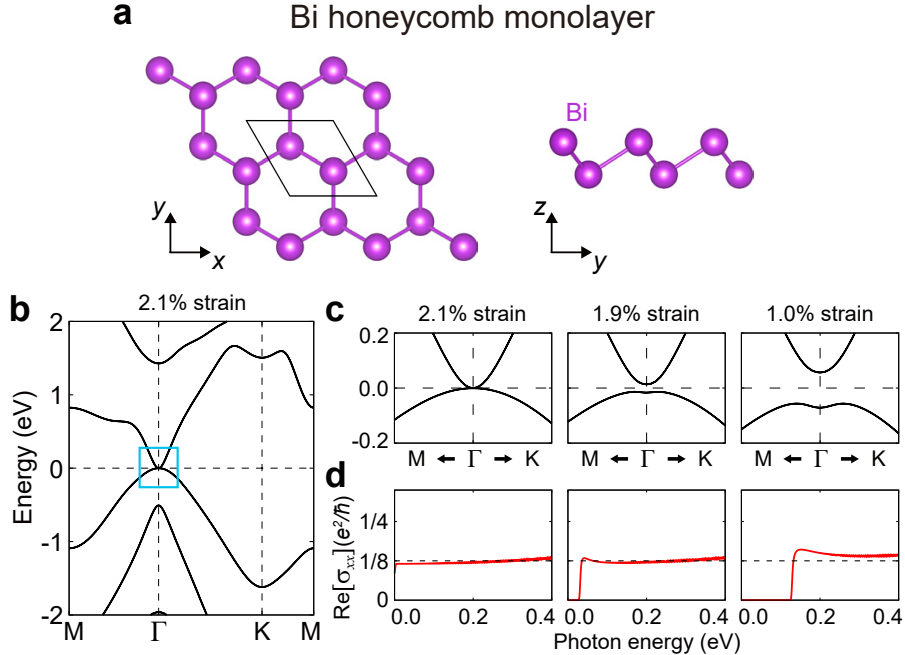 a
Bi honeycomb monolayer
Bi
y
x
z
y
b
2.1% strain
Energy (eV)
2
1
0
-1
-2
M Γ K M
c
2.1% strain 1.9% strain 1.0% strain
0.2
0.0
-0.2
M Γ K M Γ K M Γ K
d
Re[σxx](e²/ℏ)
1/4
1/8
0
0.0 0.2 0.4 0.0 0.2 0.4 0.0 0.2 0.4
Photon energy (eV)